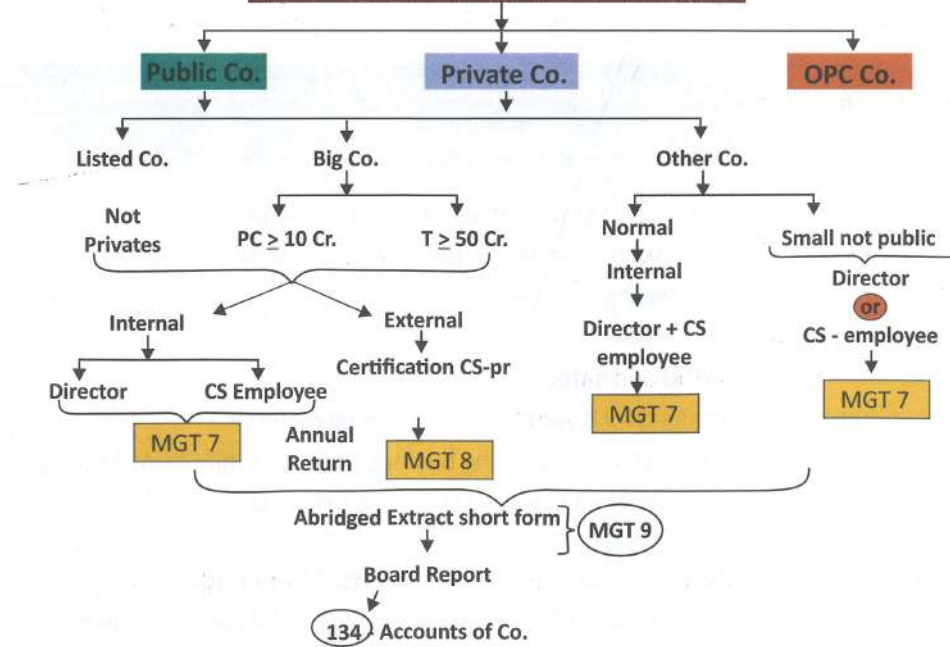 Public Co.
Private Co.
OPC Co.
Listed Co.
Big Co.
Other Co.
Not
Privates
PC ≥ 10 Cr.
T ≥ 50 Cr.
Normal
Small not public
Internal
Director
or
CS - employee
Internal
External
Director + CS
employee
Certification CS-pr
Director
CS Employee
MGT 7
MGT 7
MGT 7
Annual
Return
MGT 8
Abridged Extract short form
MGT 9
Board Report
134 - Accounts of Co.